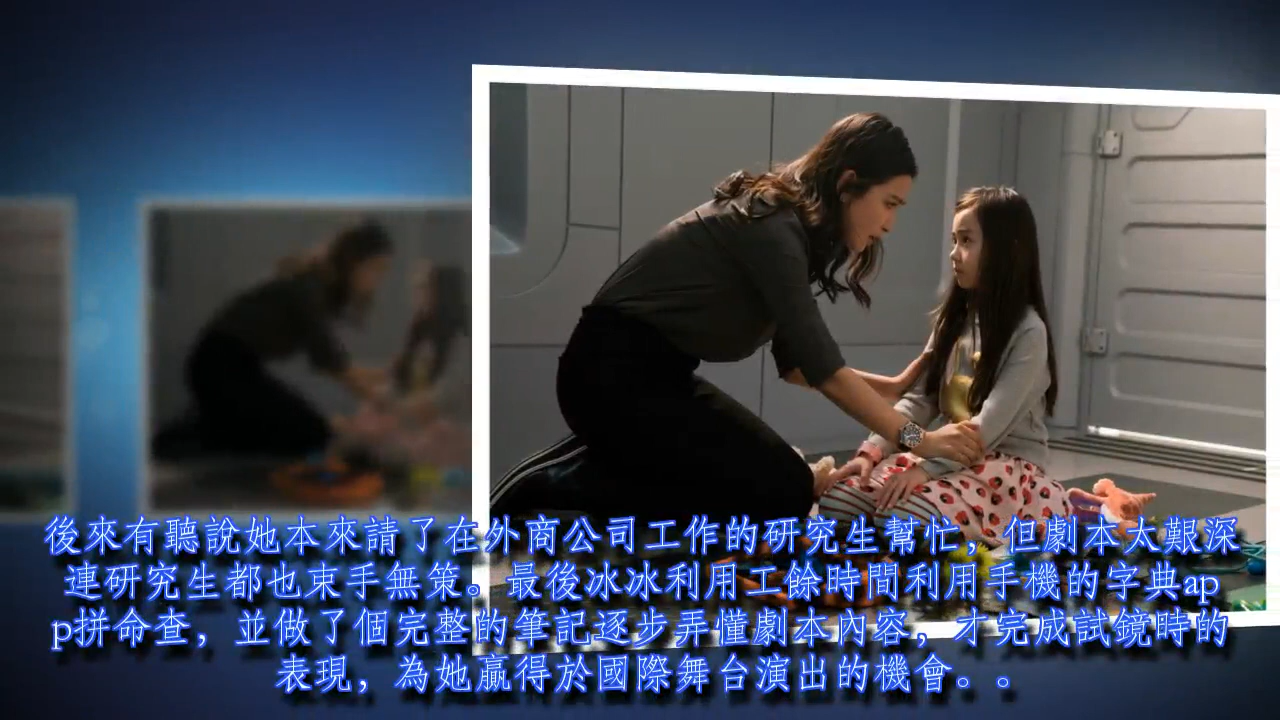 後來有聽說她本來請了在外商公司工作的研究生幫忙，但劇本太艱深
連研究生都也束手無策。最後冰冰利用工餘時間利用手機的字典ap
p拼命查，並做了個完整的筆記逐步弄懂劇本內容，才完成試鏡時的
表現，為她贏得於國際舞台演出的機會。。